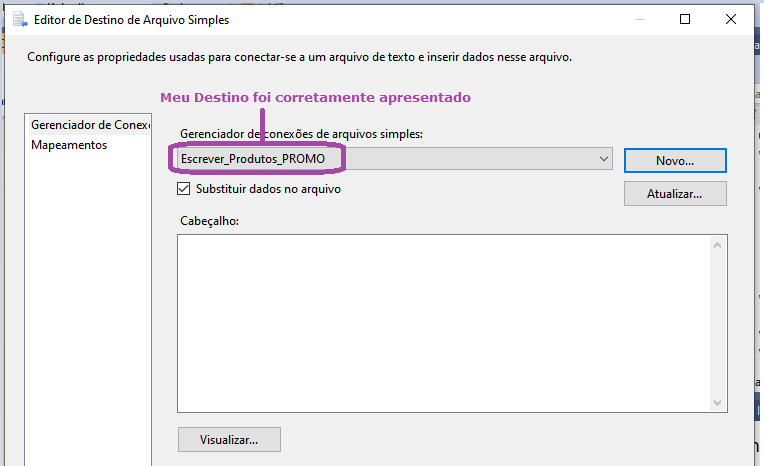 Editor de Destino de Arquivo Simples
Configure as propriedades usadas para conectar-se a um arquivo de texto e inserir dados nesse arquivo.
Meu Destino foi corretamente apresentado
Gerenciador de Conex
Mapeamentos
Gerenciador de conexões de arquivos simples:
Escrever_Produtos_PROMO
Novo...
Substituir dados no arquivo
Atualizar...
Cabeçalho:
Visualizar...